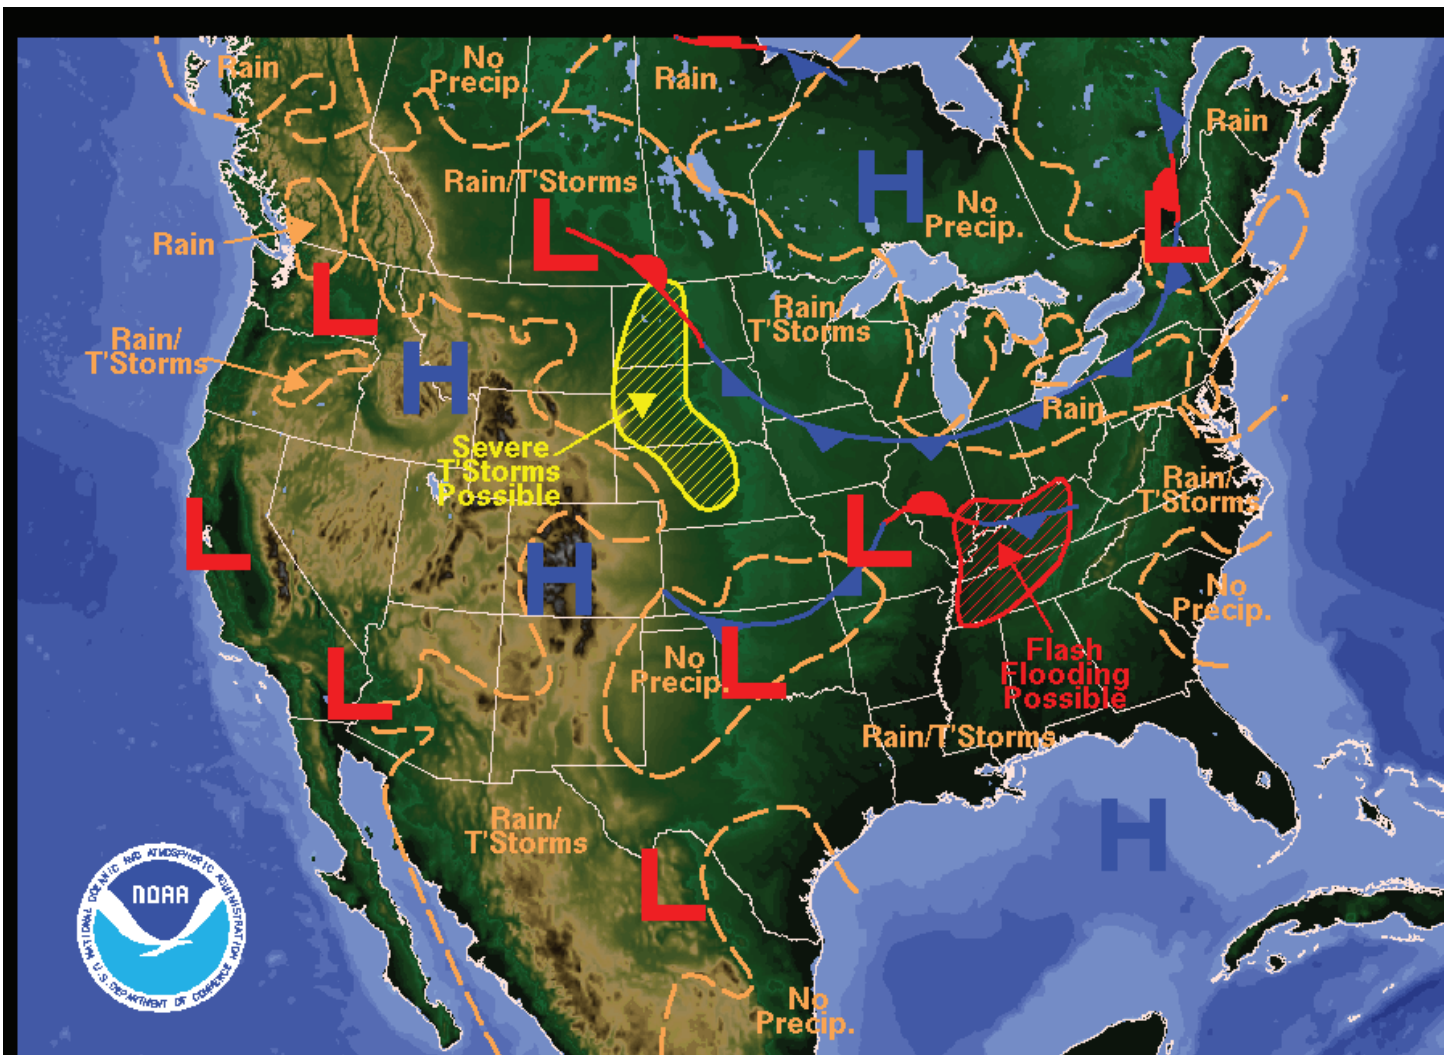 Rain
No
Precip.
Rain
Rain
Rain/T'Storms
H
No
Precip.
L
L
Rain
L
Rain/
T'Storms
Rain/
T'Storms
H
Rain
Severe
T'Storms
Possible
Rain/
T'Storms
L
L
H
No
Precip.
L
No
Precip.
L
Flash
Flooding
Possible
Rain/T'Storms
Rain/
T'Storms
H
L
No
Precip.
NOAA
NATIONAL OCEANIC AND ATMOSPHERIC ADMINISTRATION
U.S. DEPARTMENT OF COMMERCE